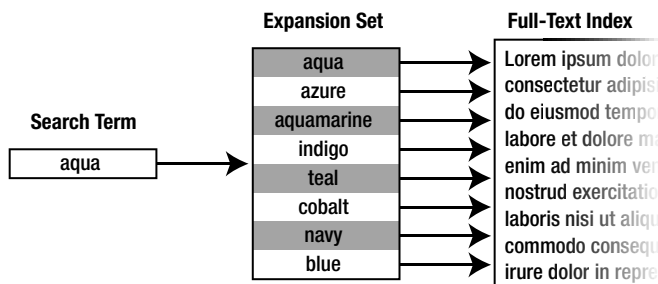 Expansion Set
Full-Text Index
Search Term
aqua
aqua
azure
aquamarine
indigo
teal
cobalt
navy
blue
Lorem ipsum dolor
consectetur
do eiusmod
labore et dolore
enim ad minim
nostrud
laboris nisi ut
commodo
irure dolor in